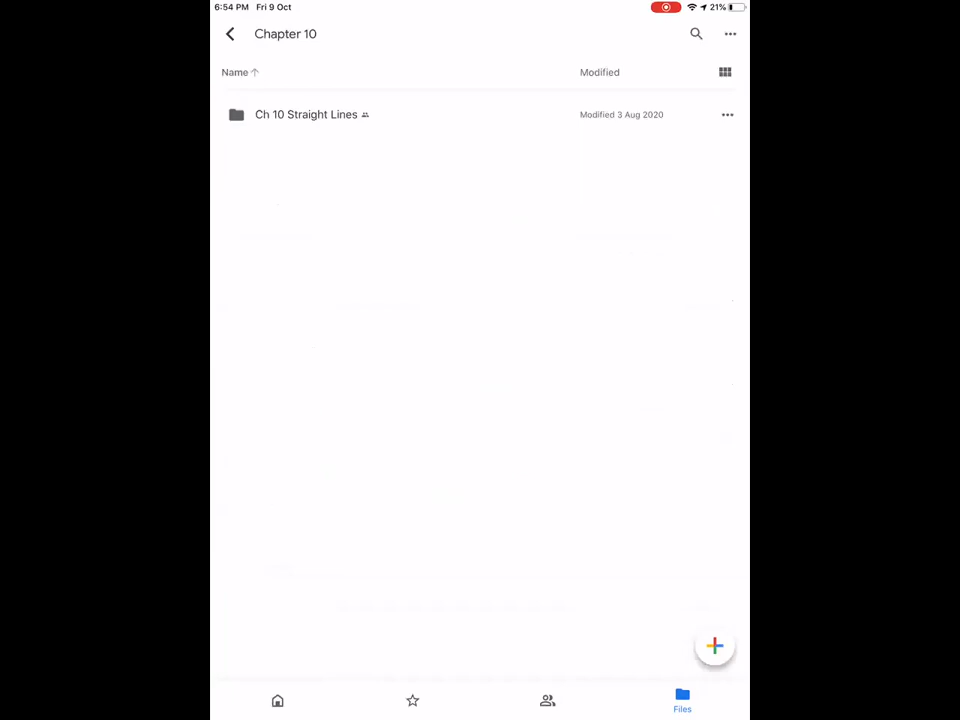 6:54 PM Fri 9 Oct 21%
Chapter 10
Name Modified
Ch 10 Straight Lines Modified 3 Aug 2020
Files